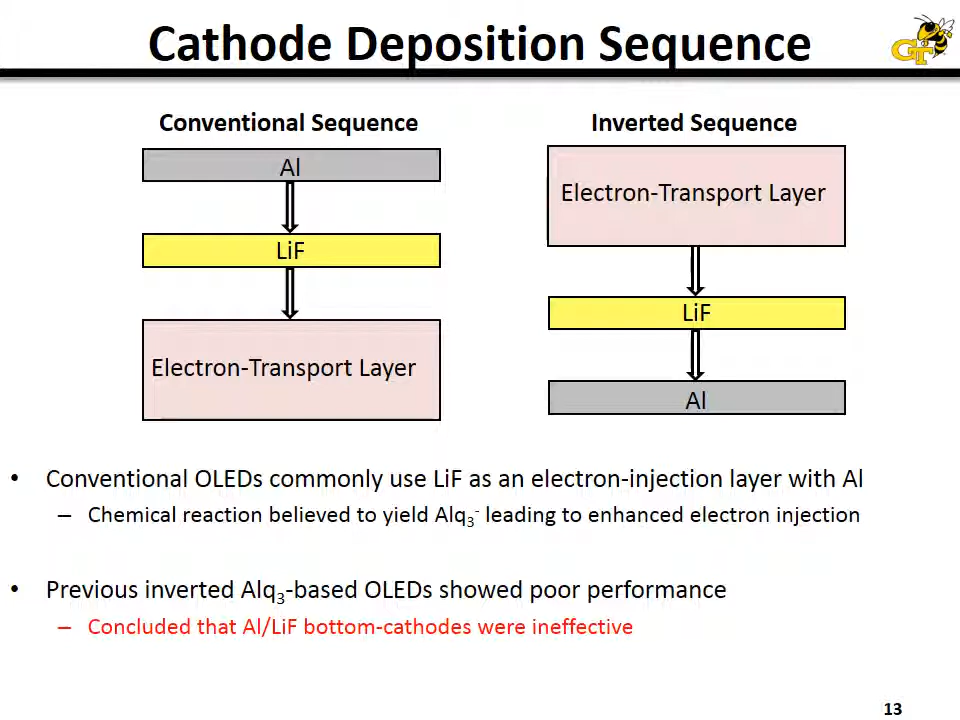 Cathode Deposition Sequence
GT
Conventional Sequence
Al
LiF
Electron-Transport Layer
Inverted Sequence
Electron-Transport Layer
LiF
Al
• Conventional OLEDs commonly use LiF as an electron-injection layer with Al
– Chemical reaction believed to yield Alq₃⁻ leading to enhanced electron injection
• Previous inverted Alq₃-based OLEDs showed poor performance
– Concluded that Al/LiF bottom-cathodes were ineffective
13